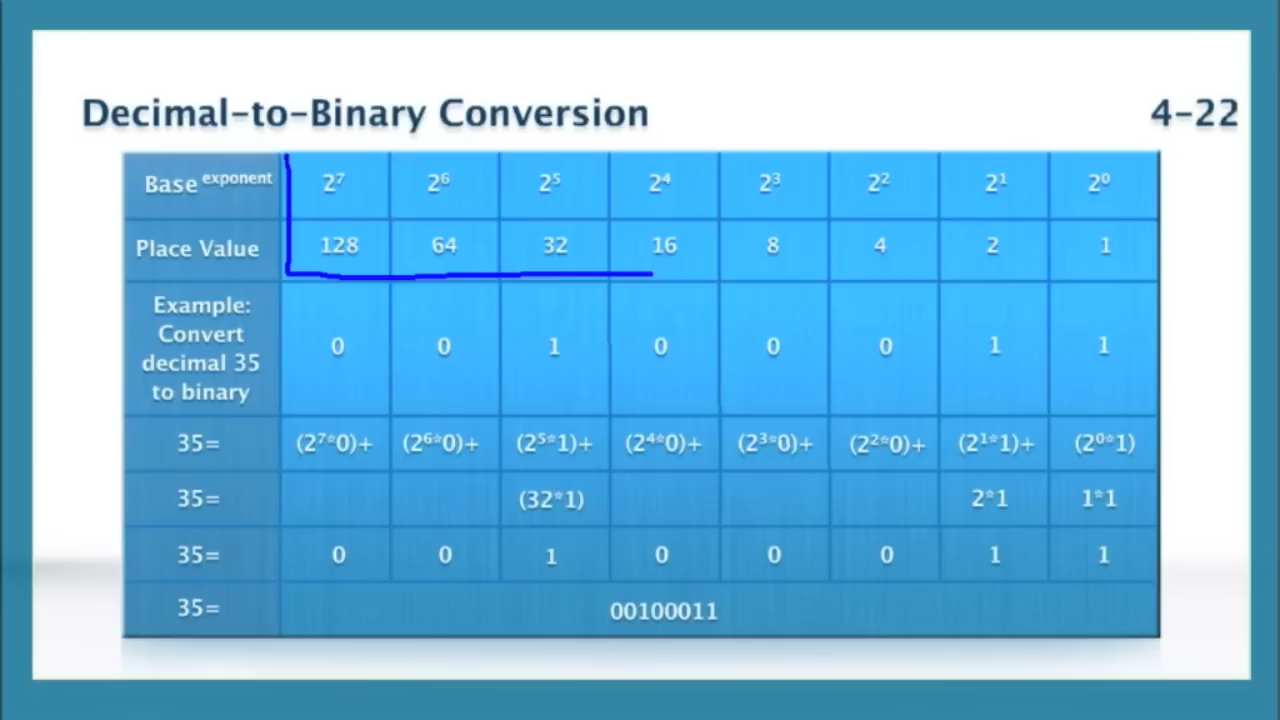 Decimal-to-Binary Conversion 4-22
Base exponent 2⁷ 2⁶ 2⁵ 2⁴ 2³ 2² 2¹ 2⁰
Place Value 128 64 32 16 8 4 2 1
Example:
Convert
decimal 35
to binary
0 0 1 0 0 0 1 1
35= (2⁷*0)+ (2⁶*0)+ (2⁵*1)+ (2⁴*0)+ (2³*0)+ (2²*0)+ (2¹*1)+ (2⁰*1)
35= (32*1) 2*1 1*1
35= 0 0 1 0 0 0 1 1
35= 00100011